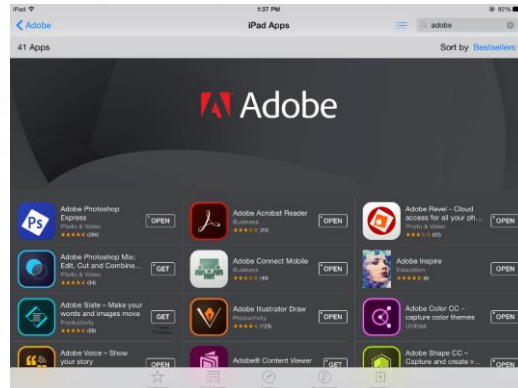 iPad
1:37 PM
92%
Adobe
iPad Apps
adobe
41 Apps
Sort by Bestsellers
Adobe
Adobe Photoshop
Express
Photo & Video
OPEN
Adobe Acrobat Reader
Business
OPEN
Adobe Revel – Cloud
access for all your ph...
Photo & Video
OPEN
Adobe Photoshop Mix:
Edit, Cut and Combine...
Photo & Video
GET
Adobe Connect Mobile
Business
OPEN
Adobe Inspire
Education
OPEN
Adobe Slate – Make your
words and images move
Productivity
GET
Adobe Illustrator Draw
Productivity
OPEN
Adobe Color CC –
capture color themes
Utilities
OPEN
Adobe Voice – Show
your story
OPEN
Adobe® Content Viewer
GET
Adobe Shape CC –
Capture and create v...
OPEN